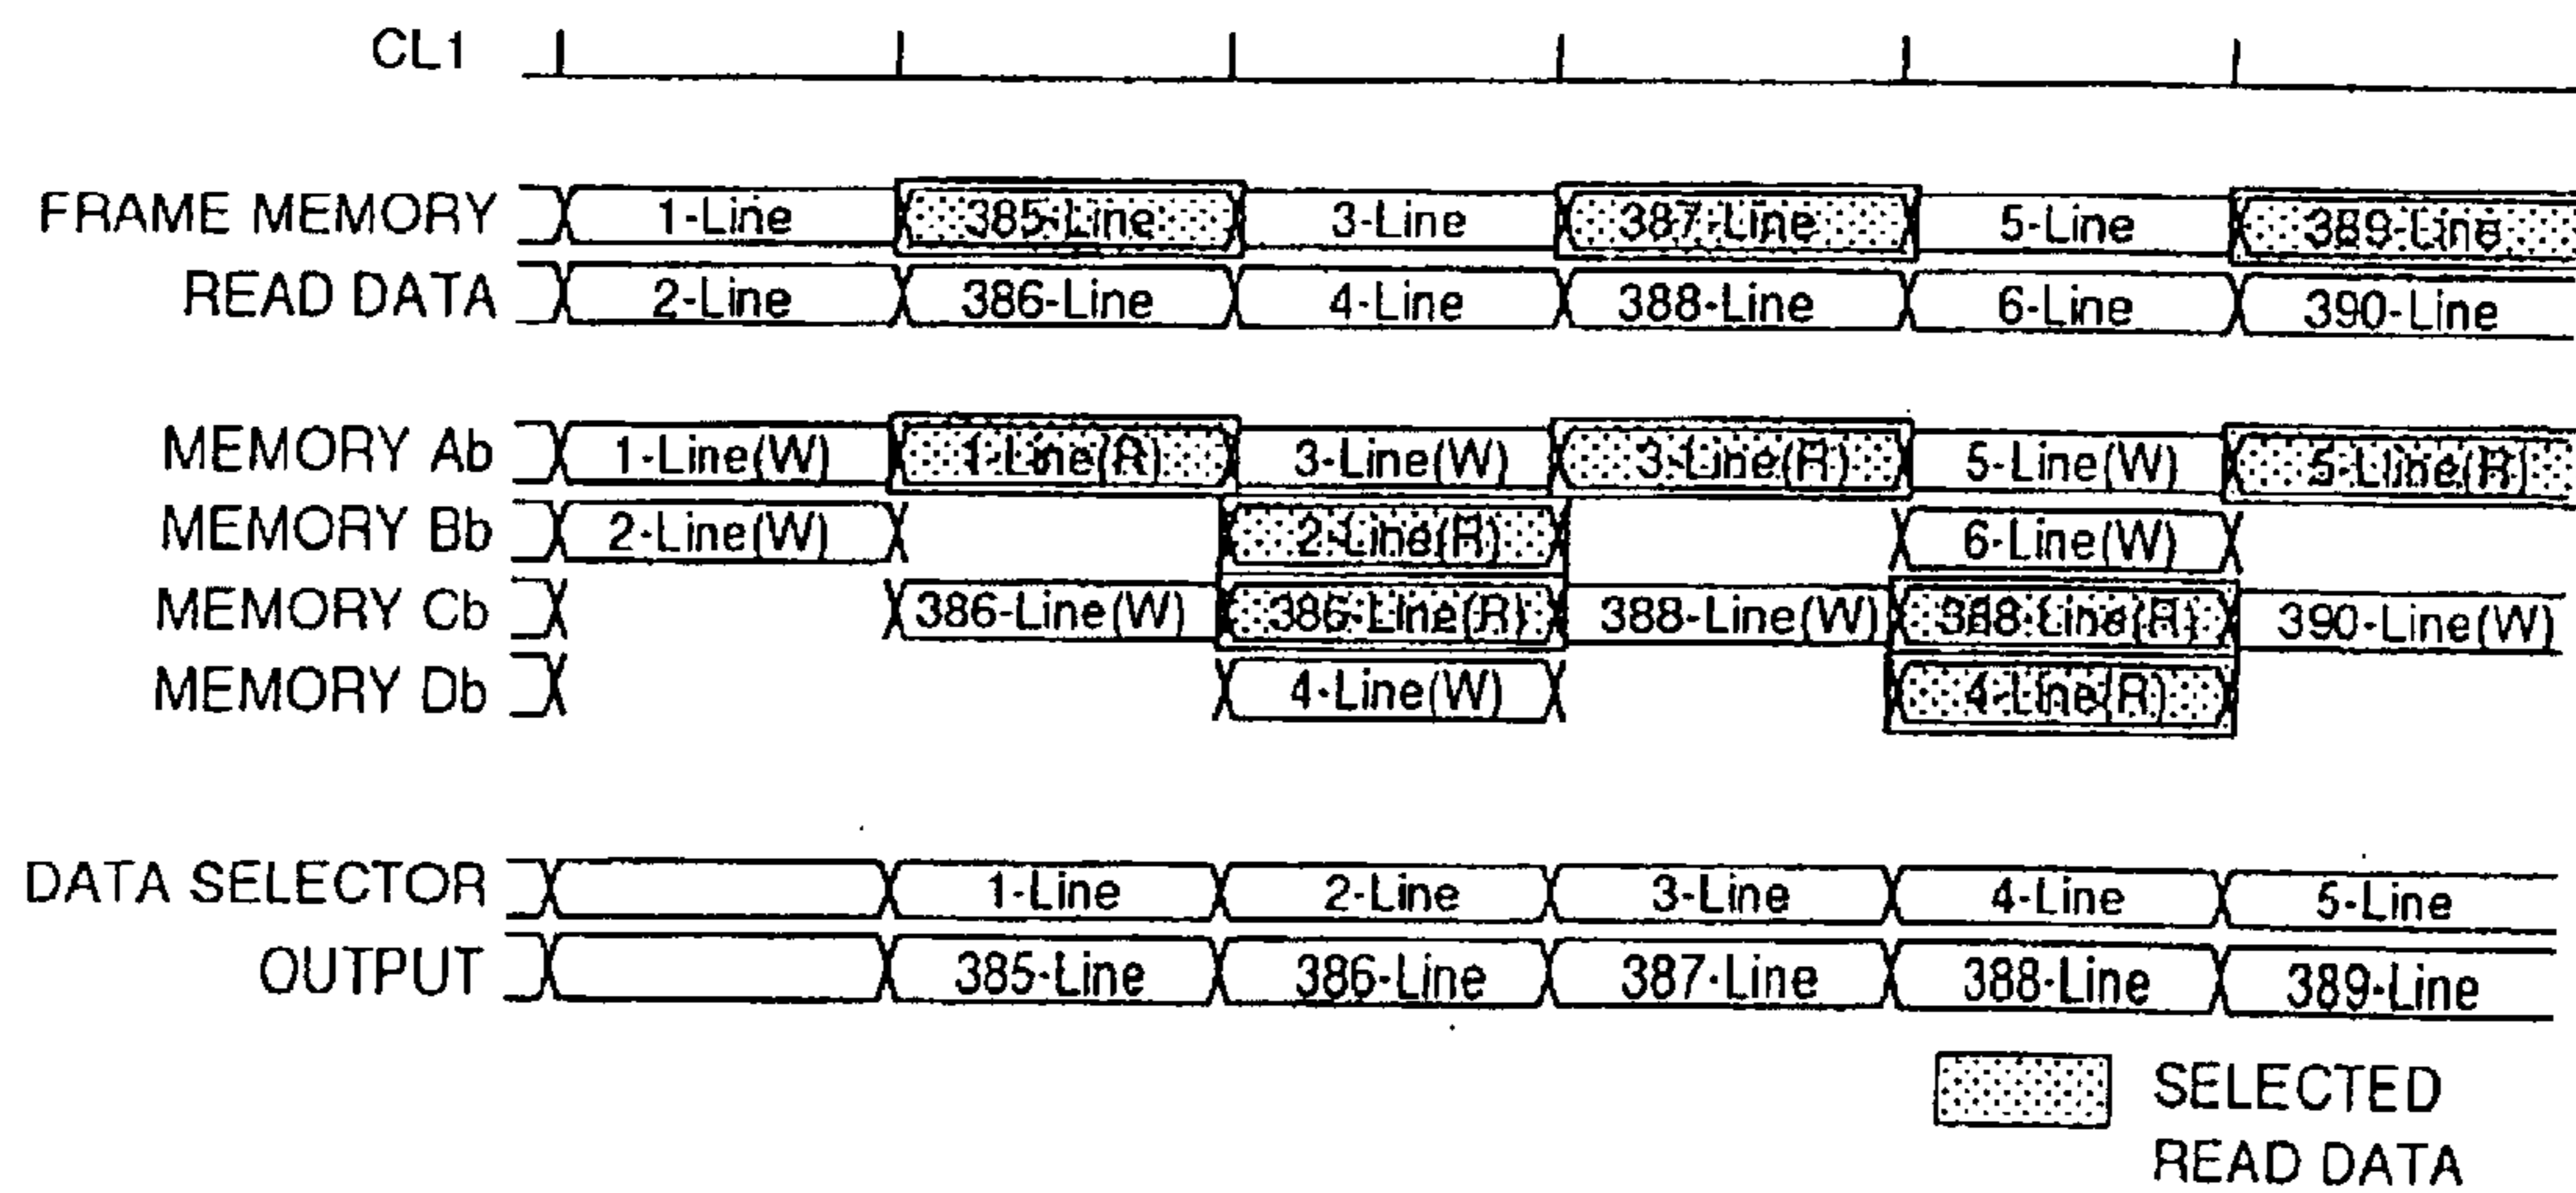 CL1
FRAME MEMORY 1-Line 385-Line 3-Line 387-Line 5-Line 389-Line
READ DATA 2-Line 386-Line 4-Line 388-Line 6-Line 390-Line
MEMORY Ab 1-Line(W) 1-Line(R) 3-Line(W) 3-Line(R) 5-Line(W) 5-Lline(R)
MEMORY Bb 2-Line(W) 2-Line(R) 6-Line(W)
MEMORY Cb 386-Line(W) 386-Line(R) 388-Line(W) 388-Line(R) 390-Line(W)
MEMORY Db 4-Line(W) 4-Line(R)
DATA SELECTOR 1-Line 2-Line 3-Line 4-Line 5-Line
OUTPUT 385-Line 386-Line 387-Line 388-Line 389-Line
SELECTED
READ DATA